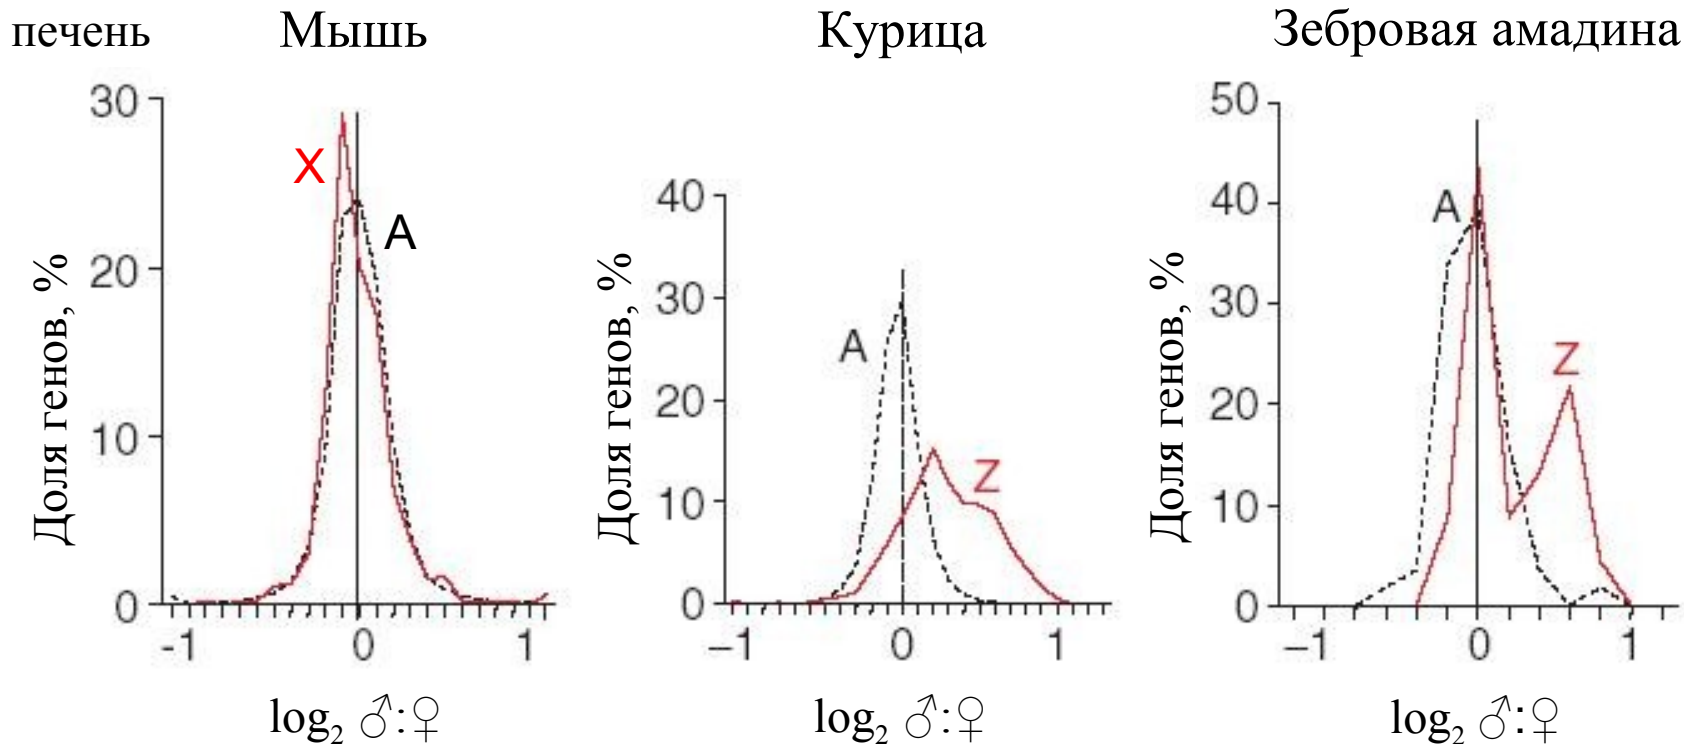 печень
Мышь
Курица
Зебровая амадина
Доля генов, %
30
20
10
0
X
A
-1
0
1
log₂ ♂:♀
Доля генов, %
40
30
20
10
0
A
Z
−1
0
1
log₂ ♂:♀
Доля генов, %
50
40
30
20
10
0
A
Z
−1
0
1
log₂ ♂:♀